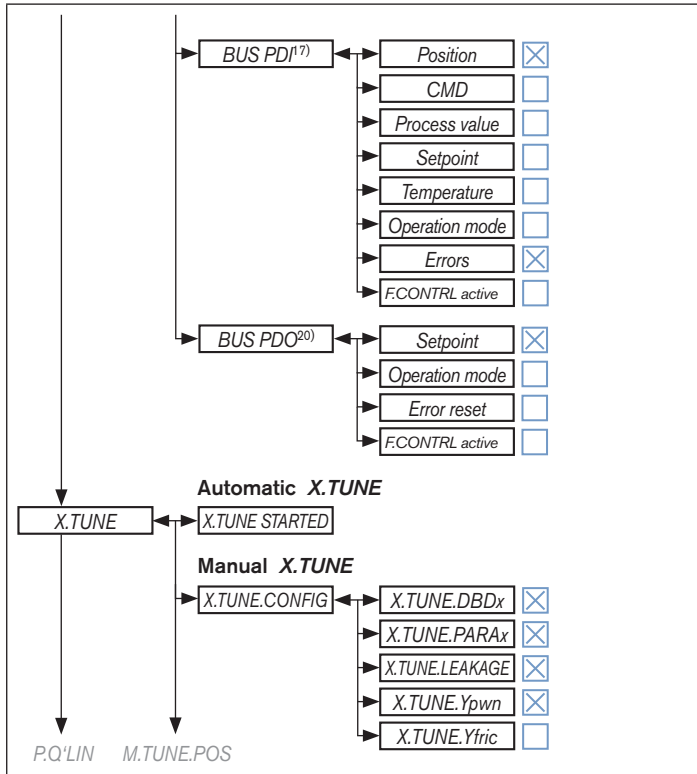 BUS PDI17)
Position
CMD
Process value
Setpoint
Temperature
Operation mode
Errors
F.CONTRL active
BUS PDO20)
Setpoint
Operation mode
Error reset
F.CONTRL active
Automatic X.TUNE
X.TUNE
X.TUNE STARTED
Manual X.TUNE
X.TUNE.CONFIG
X.TUNE.DBDx
X.TUNE.PARAx
X.TUNE.LEAKAGE
X.TUNE.Ypwn
X.TUNE.Yfric
P.Q'LIN
M.TUNE.POS